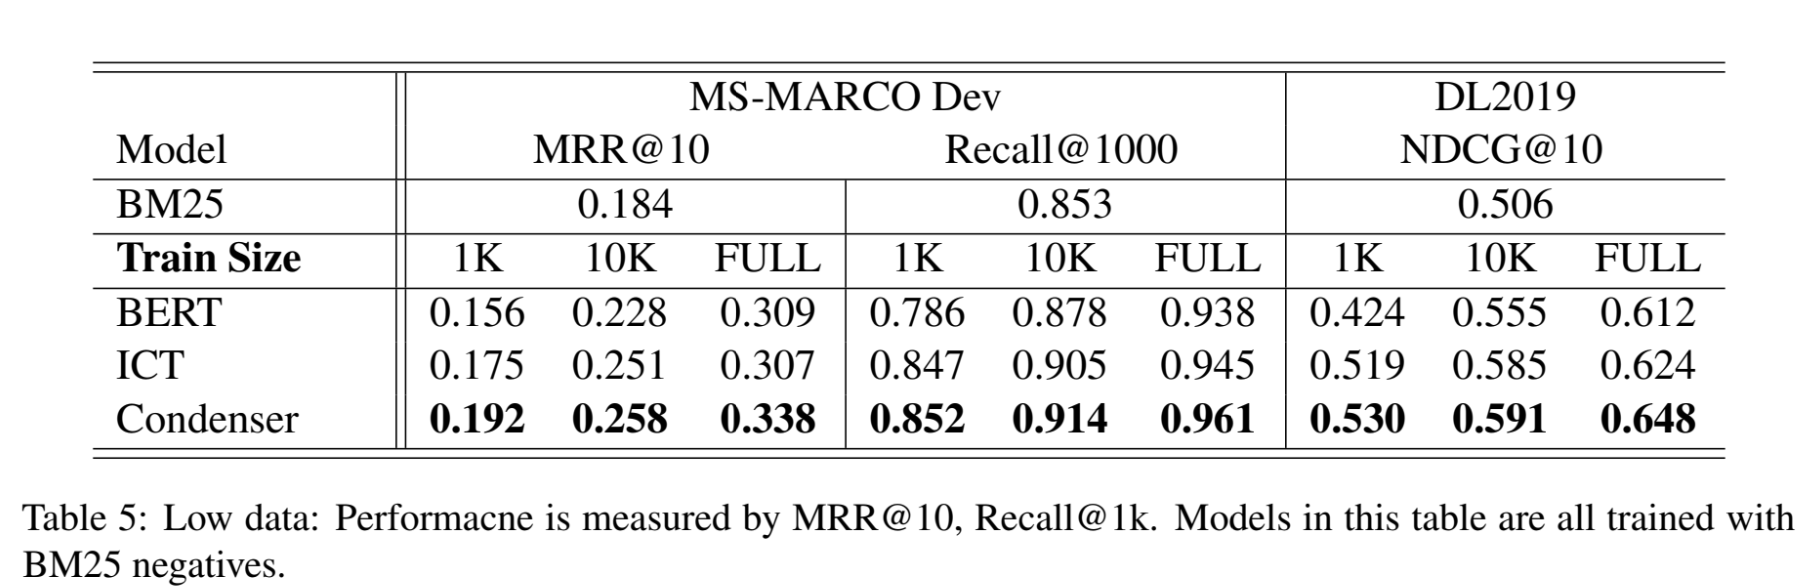 MS-MARCO Dev DL2019
Model MRR@10 Recall@1000 NDCG@10
BM25 0.184 0.853 0.506
Train Size 1K 10K FULL 1K 10K FULL 1K 10K FULL
BERT 0.156 0.228 0.309 0.786 0.878 0.938 0.424 0.555 0.612
ICT 0.175 0.251 0.307 0.847 0.905 0.945 0.519 0.585 0.624
Condenser 0.192 0.258 0.338 0.852 0.914 0.961 0.530 0.591 0.648
Table 5: Low data: Performacne is measured by MRR@10, Recall@1k. Models in this table are all trained with
BM25 negatives.